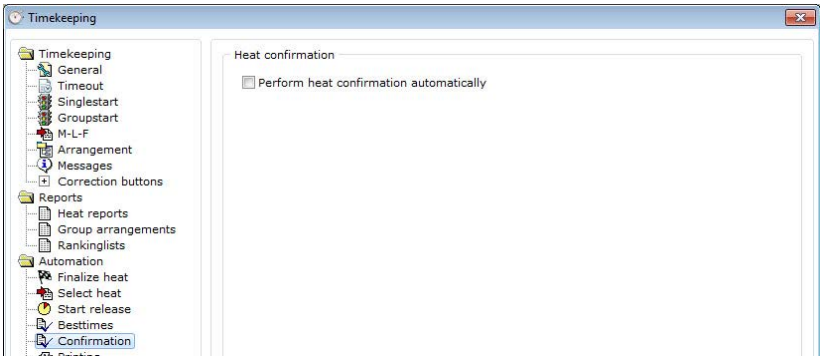 Timekeeping
Timekeeping
General
Timeout
Singlestart
Groupstart
M-L-F
Arrangement
Messages
Correction buttons
Reports
Heat reports
Group arrangements
Rankinglists
Automation
Finalize heat
Select heat
Start release
Besttimes
Confirmation
Printing
Heat confirmation
Perform heat confirmation automatically